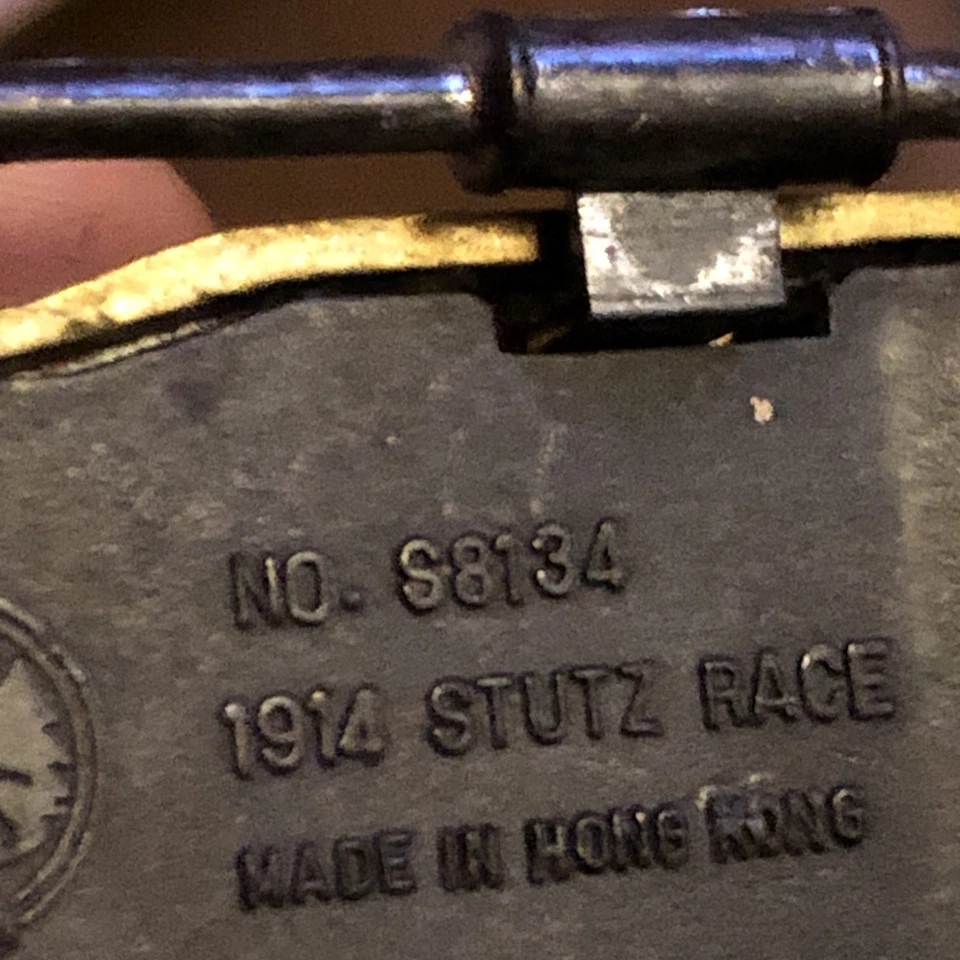 NO. S8134
1914 STUTZ RACE
MADE IN HONG KONG